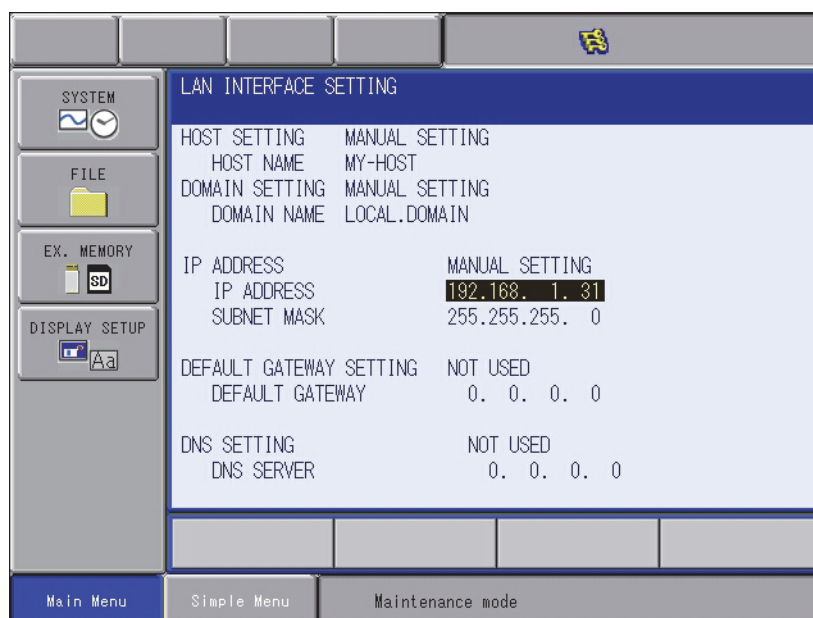 SYSTEM
FILE
EX. MEMORY
SD
DISPLAY SETUP
Aa
LAN INTERFACE SETTING
HOST SETTING MANUAL SETTING
HOST NAME MY-HOST
DOMAIN SETTING MANUAL SETTING
DOMAIN NAME LOCAL.DOMAIN
IP ADDRESS MANUAL SETTING
IP ADDRESS 192.168. 1. 31
SUBNET MASK 255.255.255. 0
DEFAULT GATEWAY SETTING NOT USED
DEFAULT GATEWAY 0. 0. 0. 0
DNS SETTING NOT USED
DNS SERVER 0. 0. 0. 0
Main Menu Simple Menu Maintenance mode